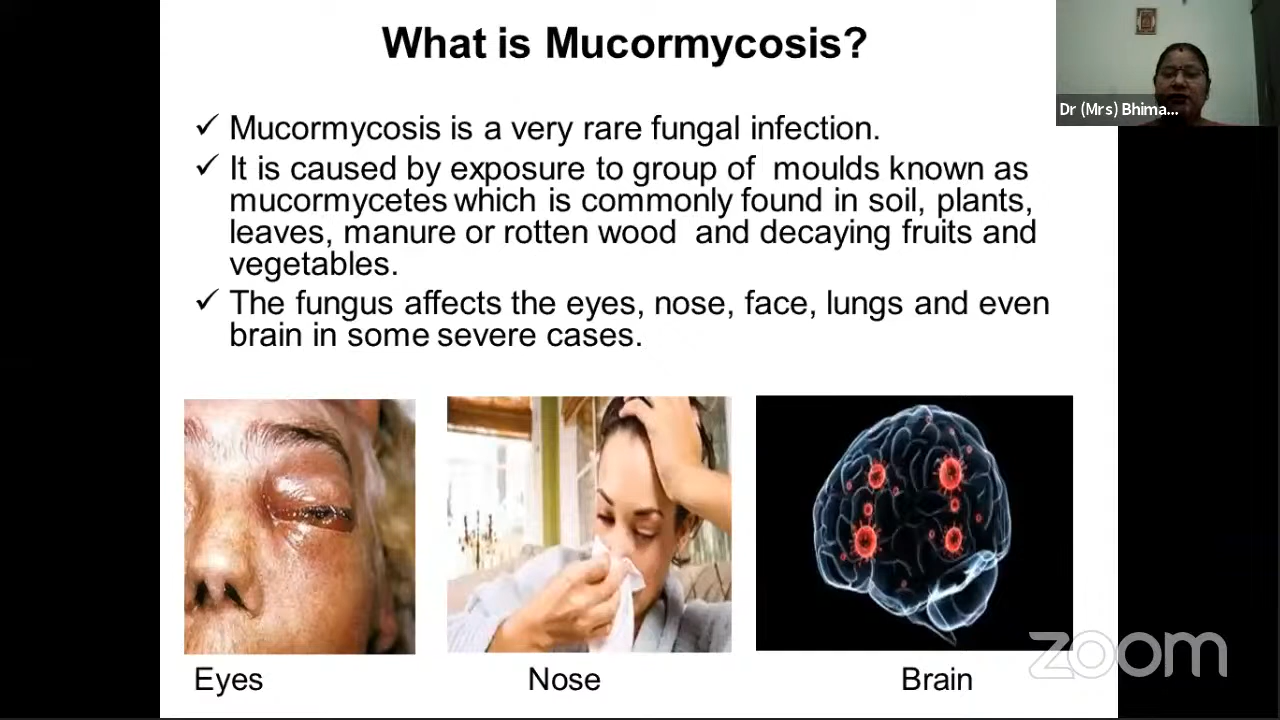 What is Mucormycosis?
Dr (Mrs) Bhima...
✓ Mucormycosis is a very rare fungal infection.
✓ It is caused by exposure to group of moulds known as
mucormycetes which is commonly found in soil, plants,
leaves, manure or rotten wood and decaying fruits and
vegetables.
✓ The fungus affects the eyes, nose, face, lungs and even
brain in some severe cases.
Eyes
Nose
Brain
zoom